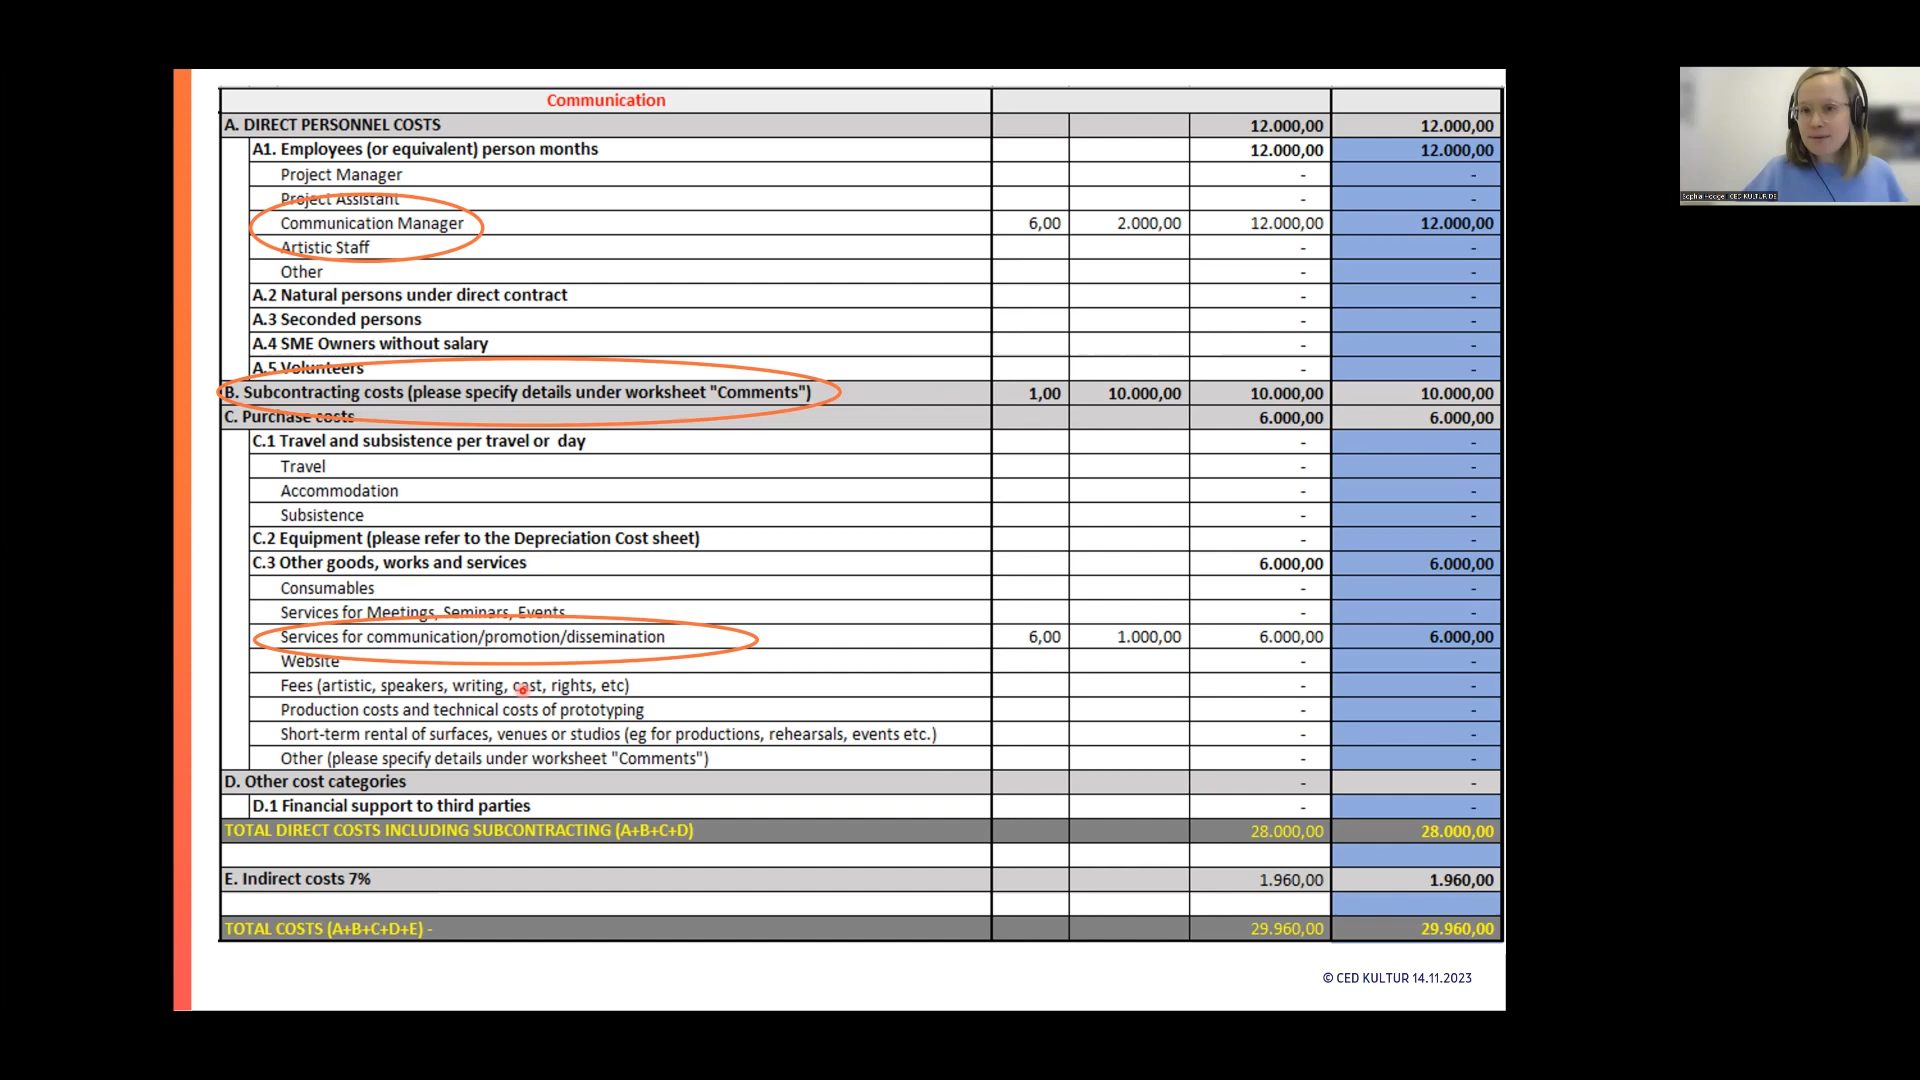 Communication
A. DIRECT PERSONNEL COSTS 12.000,00 12.000,00
A1. Employees (or equivalent) person months 12.000,00 12.000,00
Project Manager - -
Project Assistant - -
Communication Manager 6,00 2.000,00 12.000,00 12.000,00
Artistic Staff - -
Other - -
A.2 Natural persons under direct contract - -
A.3 Seconded persons - -
A.4 SME Owners without salary - -
A.5 Volunteers - -
B. Subcontracting costs (please specify details under worksheet "Comments") 1,00 10.000,00 10.000,00 10.000,00
C. Purchase costs 6.000,00 6.000,00
C.1 Travel and subsistence per travel or day - -
Travel - -
Accommodation - -
Subsistence - -
C.2 Equipment (please refer to the Depreciation Cost sheet) - -
C.3 Other goods, works and services 6.000,00 6.000,00
Consumables - -
Services for Meetings, Seminars, Events - -
Services for communication/promotion/dissemination 6,00 1.000,00 6.000,00 6.000,00
Website - -
Fees (artistic, speakers, writing, cost, rights, etc) - -
Production costs and technical costs of prototyping - -
Short-term rental of surfaces, venues or studios (eg for productions, rehearsals, events etc.) - -
Other (please specify details under worksheet "Comments") - -
D. Other cost categories - -
D.1 Financial support to third parties - -
TOTAL DIRECT COSTS INCLUDING SUBCONTRACTING (A+B+C+D) 28.000,00 28.000,00
E. Indirect costs 7% 1.960,00 1.960,00
TOTAL COSTS (A+B+C+D+E) - 29.960,00 29.960,00
© CED KULTUR 14.11.2023
CED KULTUR DE